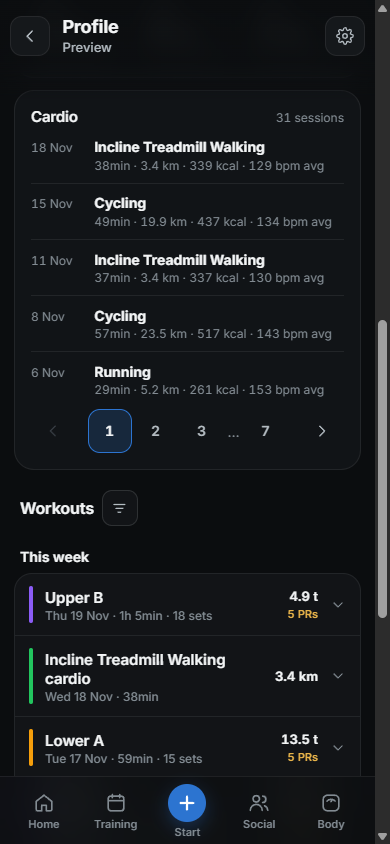 Profile
Preview
Cardio
31 sessions
18 Nov
Incline Treadmill Walking
38min · 3.4 km · 339 kcal · 129 bpm avg
15 Nov
Cycling
49min · 19.9 km · 437 kcal · 134 bpm avg
11 Nov
Incline Treadmill Walking
37min · 3.4 km · 337 kcal · 130 bpm avg
8 Nov
Cycling
57min · 23.5 km · 517 kcal · 143 bpm avg
6 Nov
Running
29min · 5.2 km · 261 kcal · 153 bpm avg
1 2 3 ... 7
Workouts
This week
Upper B
4.9 t
Thu 19 Nov · 1h 5min · 18 sets
5 PRs
Incline Treadmill Walking
cardio
3.4 km
Wed 18 Nov · 38min
Lower A
13.5 t
Tue 17 Nov · 59min · 15 sets
5 PRs
Home
Training
Start
Social
Body